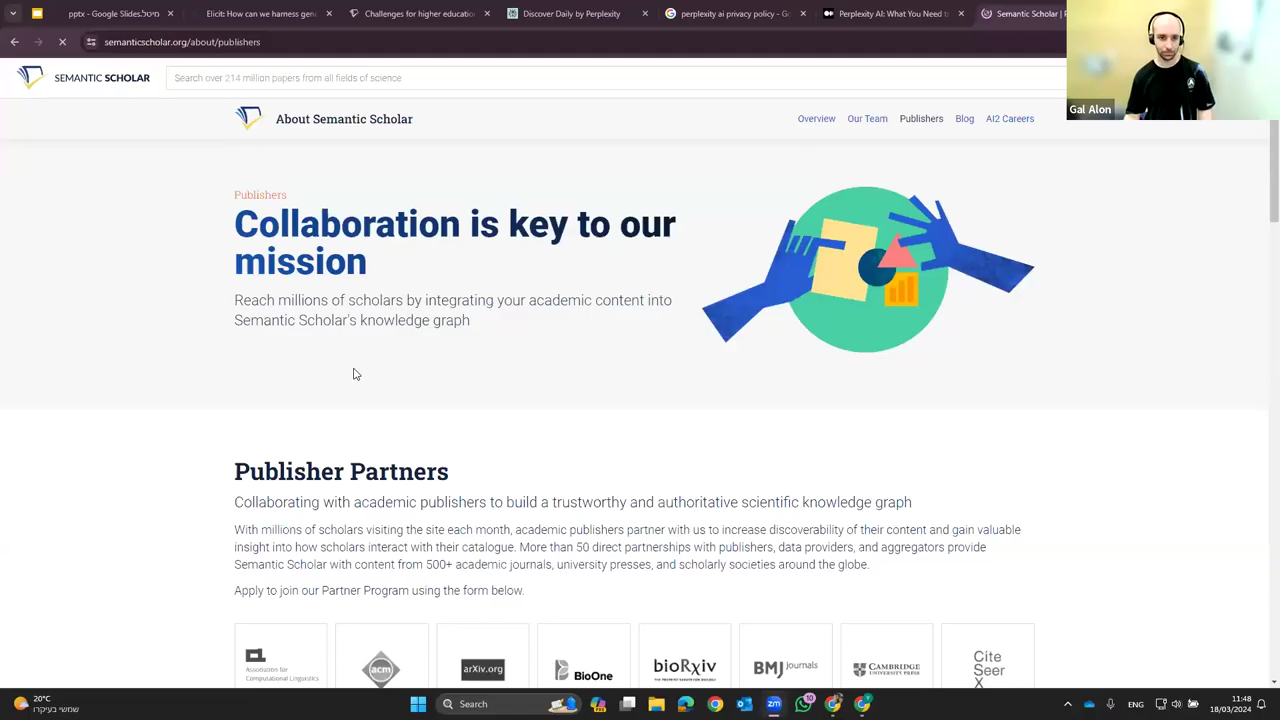 מיכל.pptx - Google Slides
Elicit How can we harness gen
Challenges for higher education
Discover Daily by Perplexity
perplexity ai privacy policy - Go
Perplexity AI: What You Need t
Semantic Scholar | P
semanticscholar.org/about/publishers
SEMANTIC SCHOLAR
Search over 214 million papers from all fields of science
Gal Alon
About Semantic Scholar
Overview
Our Team
Publishers
Blog
AI2 Careers
Publishers
Collaboration is key to our
mission
Reach millions of scholars by integrating your academic content into
Semantic Scholar's knowledge graph
Publisher Partners
Collaborating with academic publishers to build a trustworthy and authoritative scientific knowledge graph
With millions of scholars visiting the site each month, academic publishers partner with us to increase discoverability of their content and gain valuable
insight into how scholars interact with their catalogue. More than 50 direct partnerships with publishers, data providers, and aggregators provide
Semantic Scholar with content from 500+ academic journals, university presses, and scholarly societies around the globe.
Apply to join our Partner Program using the form below.
Association for
Computational Linguistics
acm
arXiv.org
BioOne
bioRxiv
BMJ journals
CAMBRIDGE
UNIVERSITY PRESS
Cite
Seer
X
20°C
שמשי בעיקרו
Search
zm
10
ENG
11:48
18/03/2024